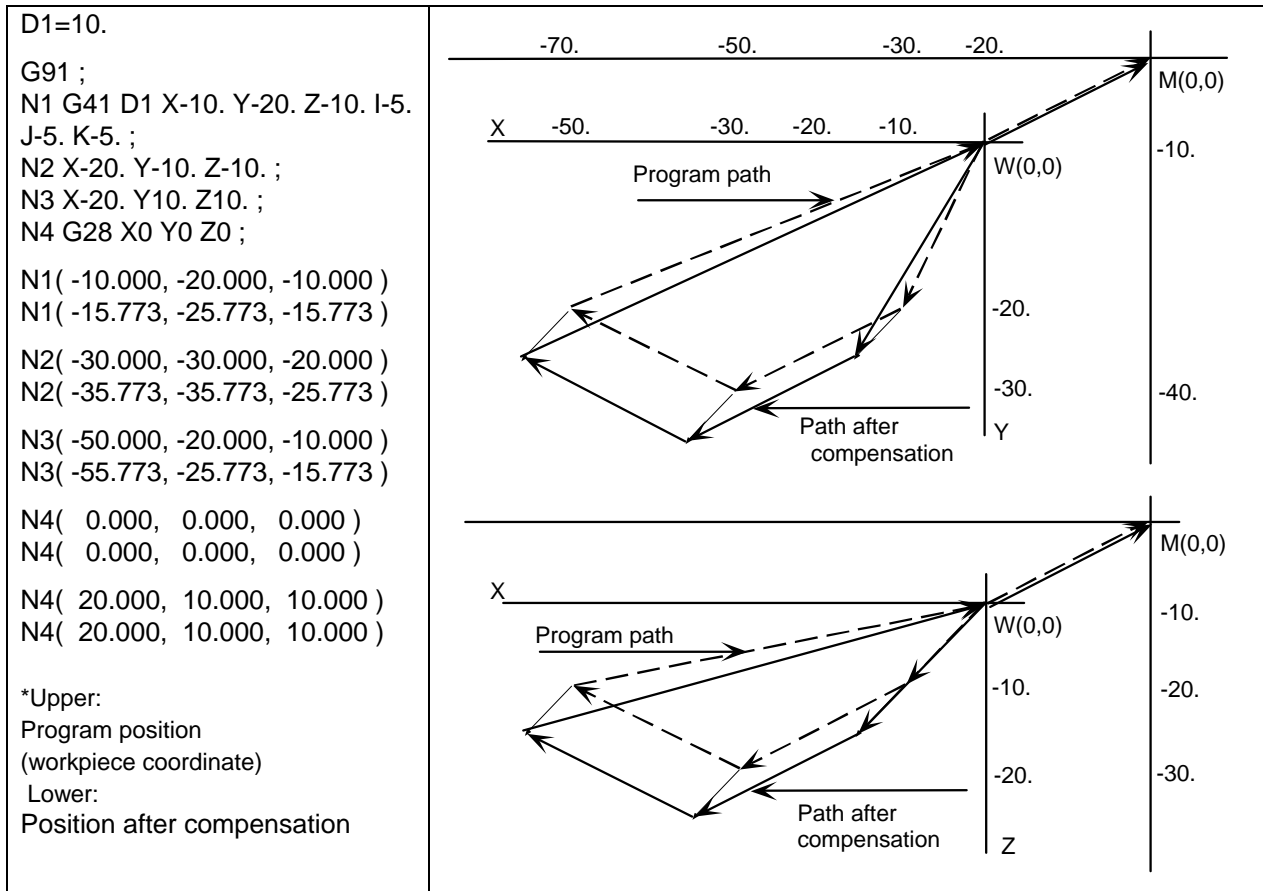 D1=10.
G91 ;
N1 G41 D1 X-10. Y-20. Z-10. I-5.
J-5. K-5. ;
N2 X-20. Y-10. Z-10. ;
N3 X-20. Y10. Z10. ;
N4 G28 X0 Y0 Z0 ;
N1( -10.000, -20.000, -10.000 )
N1( -15.773, -25.773, -15.773 )
N2( -30.000, -30.000, -20.000 )
N2( -35.773, -35.773, -25.773 )
N3( -50.000, -20.000, -10.000 )
N3( -55.773, -25.773, -15.773 )
N4( 0.000, 0.000, 0.000 )
N4( 0.000, 0.000, 0.000 )
N4( 20.000, 10.000, 10.000 )
N4( 20.000, 10.000, 10.000 )
*Upper:
Program position
(workpiece coordinate)
Lower:
Position after compensation
-70. -50. -30. -20.
M(0,0)
X -50. -30. -20. -10.
-10.
W(0,0)
Program path
-20.
-30.
-40.
Path after
compensation
Y
M(0,0)
X
-10.
W(0,0)
Program path
-10.
-20.
-20.
-30.
Path after
compensation
Z